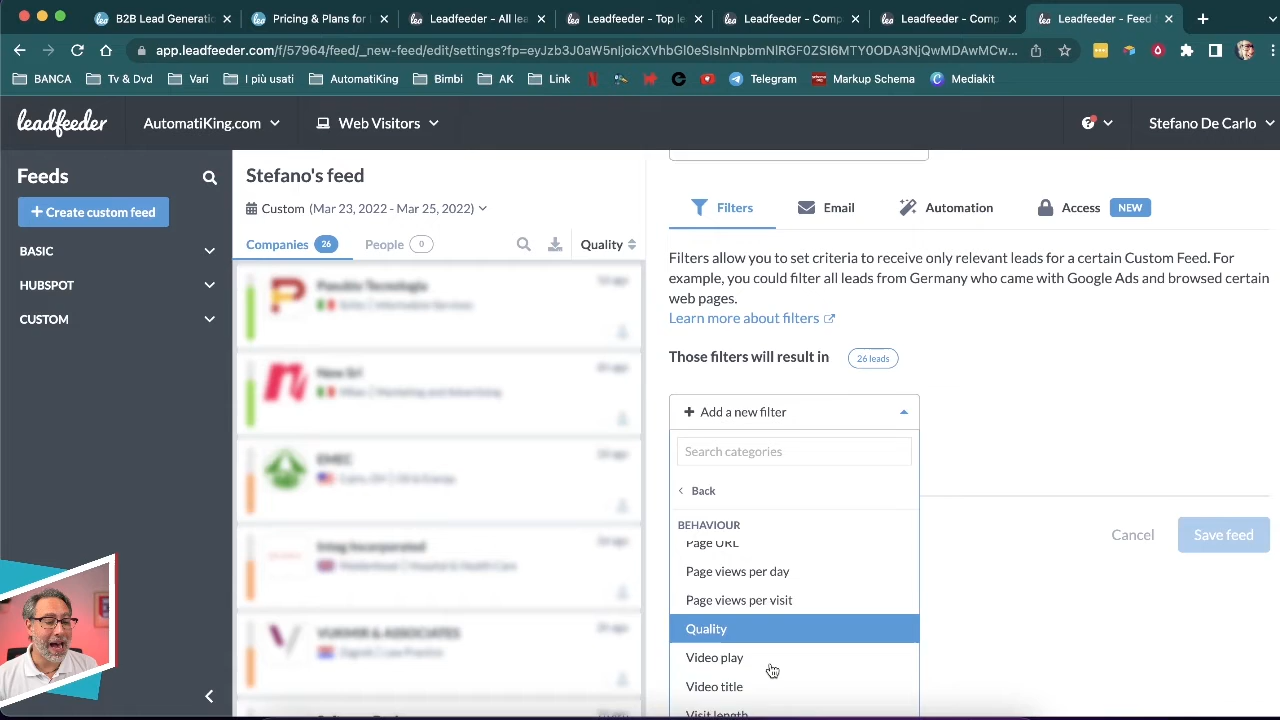 B2B Lead Generation
Pricing & Plans for L
Leadfeeder - All lea
Leadfeeder - Top le
Leadfeeder - Comp
Leadfeeder - Comp
Leadfeeder - Feed
app.leadfeeder.com/f/57964/feed/_new-feed/edit/settings?fp=eyJzb3J0aW5nIjoicXVhbGl0eSIsInNpbmNlRGF0ZSI6MTY0ODA3NjQwMDAwMCw...
BANCA
Tv & Dvd
Vari
I più usati
AutomatiKing
Bimbi
AK
Link
Telegram
Markup Schema
Mediakit
leadfeeder
AutomatiKing.com
Web Visitors
Stefano De Carlo
Feeds
+ Create custom feed
BASIC
HUBSPOT
CUSTOM
Stefano's feed
Custom (Mar 23, 2022 - Mar 25, 2022)
Companies 26
People 0
Quality
New Srl
EMEC
VUKMIR & ASSOCIATES
Filters
Email
Automation
Access NEW
Filters allow you to set criteria to receive only relevant leads for a certain Custom Feed. For
example, you could filter all leads from Germany who came with Google Ads and browsed certain
web pages.
Learn more about filters
Those filters will result in 26 leads
+ Add a new filter
Search categories
Back
BEHAVIOUR
Page URL
Page views per day
Page views per visit
Quality
Video play
Video title
Visit length
Cancel
Save feed